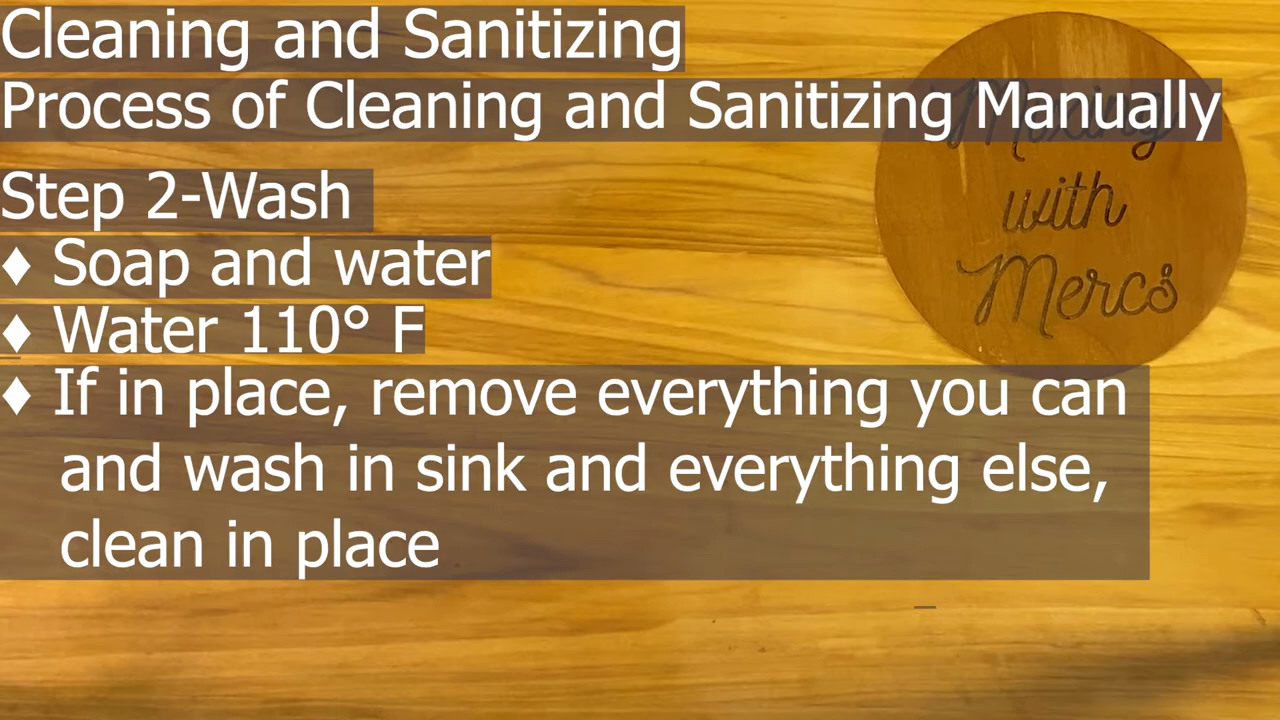 Cleaning and Sanitizing
Process of Cleaning and Sanitizing Manually
Step 2-Wash
♦ Soap and water
♦ Water 110° F
♦ If in place, remove everything you can
and wash in sink and everything else,
clean in place
Mixing
with
Mercs